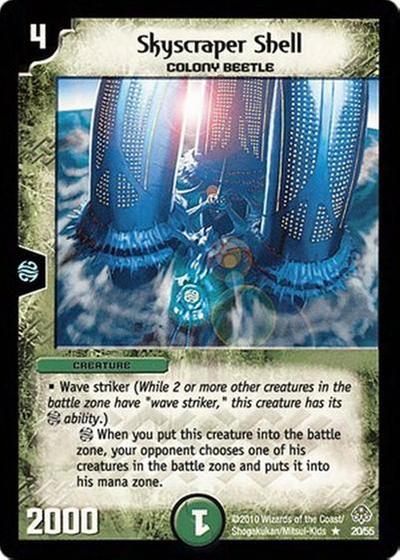 4
Skyscraper Shell
COLONY BEETLE
CREATURE
▪ Wave striker (While 2 or more other creatures in the
battle zone have "wave striker," this creature has its
ability.)
When you put this creature into the battle
zone, your opponent chooses one of his
creatures in the battle zone and puts it into
his mana zone.
2000
1
©2010 Wizards of the Coast/
Shogakukan/Mitsui-Kids ★ 20/55